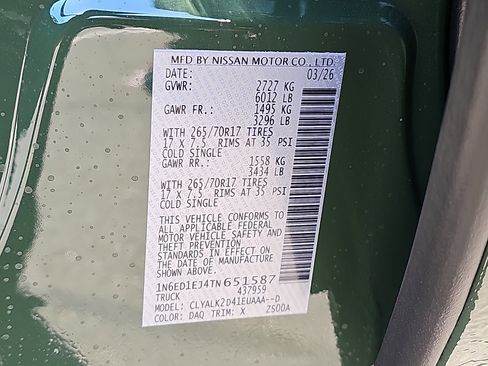 MFD BY NISSAN MOTOR CO., LTD
DATE: 03/26
GVWR: 2727 KG
6012 LB
GAWR FR.: 1495 KG
3296 LB
WITH 265/70R17 TIRES
17 x 7.5 RIMS AT 35 PSI
COLD SINGLE
GAWR RR.: 1558 KG
3434 LB
WITH 265/70R17 TIRES
17 x 7.5 RIMS AT 35 PSI
COLD SINGLE
THIS VEHICLE CONFORMS TO
ALL APPLICABLE FEDERAL
MOTOR VEHICLE SAFETY AND
THEFT PREVENTION
STANDARDS IN EFFECT ON
THE DATE OF MANUFACTURE
SHOWN ABOVE.
1N6ED1EJ4TN651587
TRUCK 437959
MODEL: CLYALK2D41EUAAA--D
COLOR: DAQ TRIM: X ZSODA